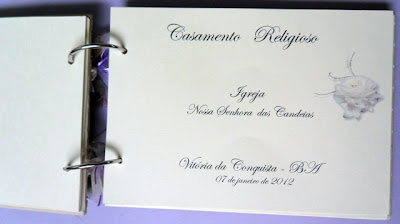 Casamento Religioso
Igreja
Nossa Senhora das Candeias
Vitória da Conquista - BA
07 de janeiro de 2012